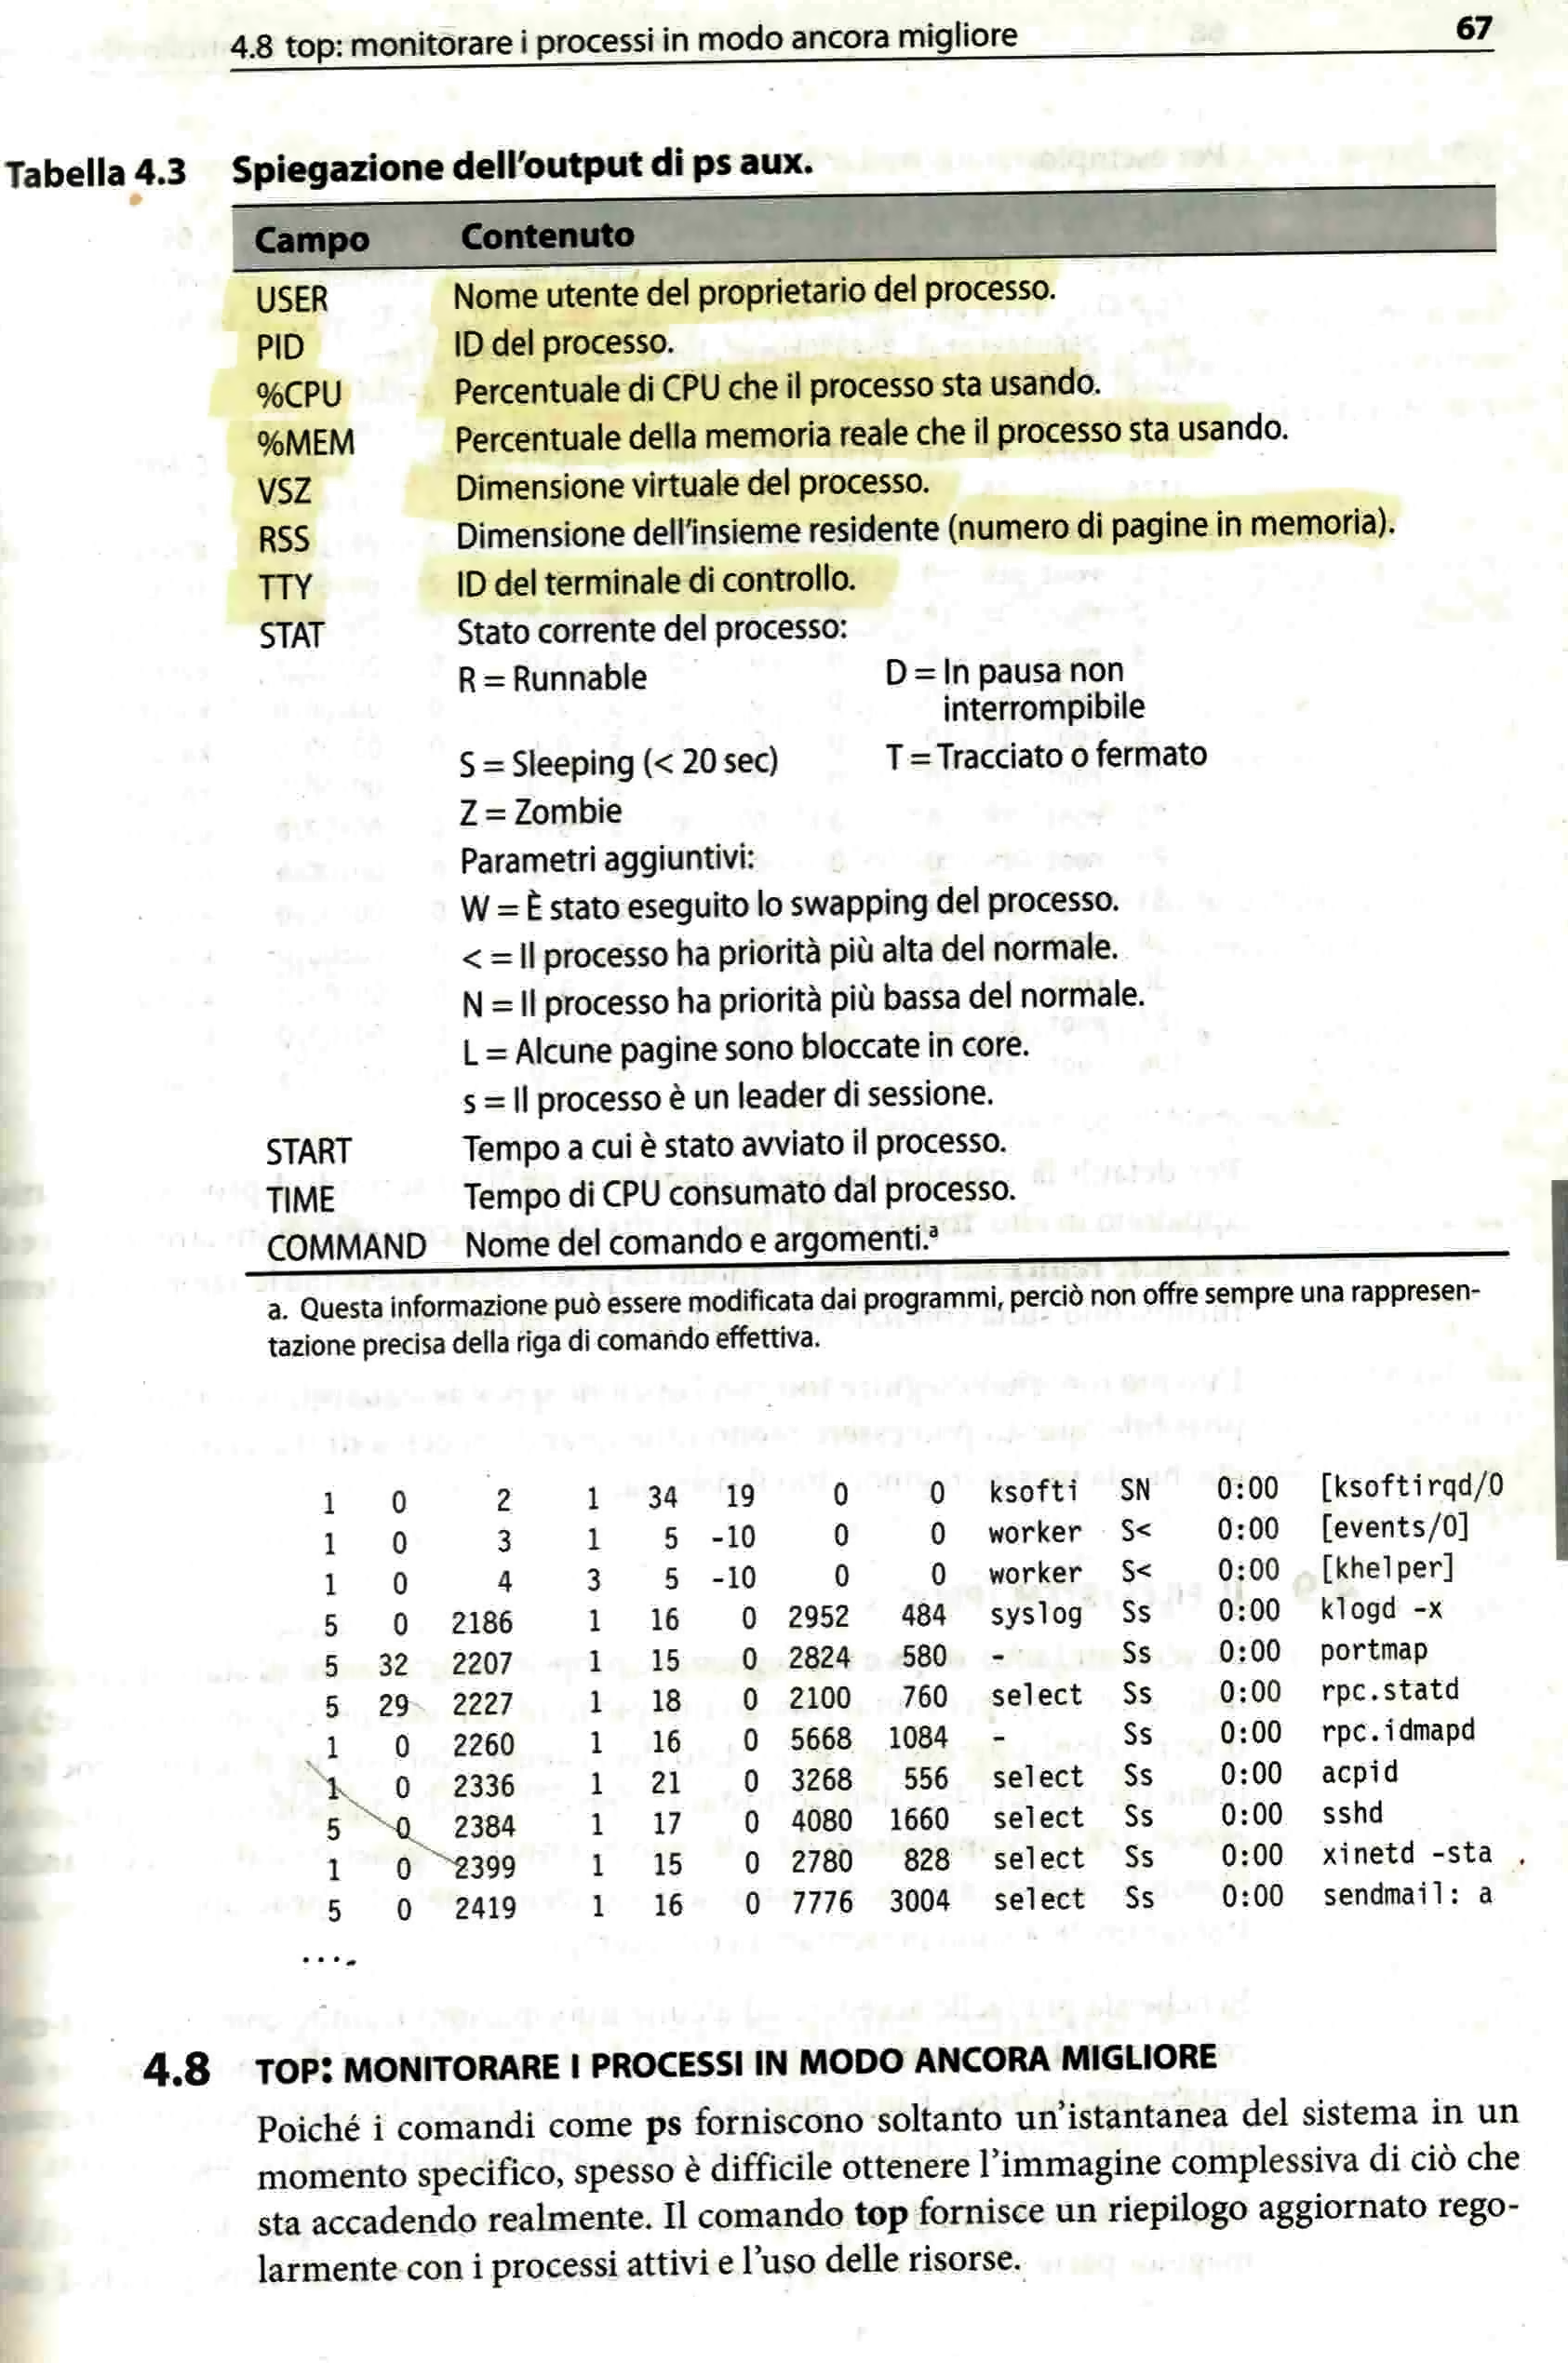 4.8 top: monitorare i processi in modo ancora migliore 67
Tabella 4.3 Spiegazione dell'output di ps aux.
Campo Contenuto
USER Nome utente del proprietario del processo.
PID ID del processo.
%CPU Percentuale di CPU che il processo sta usando.
%MEM Percentuale della memoria reale che il processo sta usando.
VSZ Dimensione virtuale del processo.
RSS Dimensione dell'insieme residente (numero di pagine in memoria).
TTY ID del terminale di controllo.
STAT Stato corrente del processo:
R = Runnable D = In pausa non
interrompibile
S = Sleeping (< 20 sec) T = Tracciato o fermato
Z = Zombie
Parametri aggiuntivi:
W = È stato eseguito lo swapping del processo.
< = Il processo ha priorità più alta del normale.
N = Il processo ha priorità più bassa del normale.
L = Alcune pagine sono bloccate in core.
s = Il processo è un leader di sessione.
START Tempo a cui è stato avviato il processo.
TIME Tempo di CPU consumato dal processo.
COMMAND Nome del comando e argomenti.a
a. Questa informazione può essere modificata dai programmi, perciò non offre sempre una rappresen-
tazione precisa della riga di comando effettiva.
1 0 2 1 34 19 0 0 ksofti SN 0:00 [ksoftirqd/0
1 0 3 1 5 -10 0 0 worker S< 0:00 [events/0]
1 0 4 3 5 -10 0 0 worker S< 0:00 [khelper]
5 0 2186 1 16 0 2952 484 syslog Ss 0:00 klogd -x
5 32 2207 1 15 0 2824 580 - Ss 0:00 portmap
5 29 2227 1 18 0 2100 760 select Ss 0:00 rpc.statd
1 0 2260 1 16 0 5668 1084 - Ss 0:00 rpc.idmapd
1 0 2336 1 21 0 3268 556 select Ss 0:00 acpid
5 0 2384 1 17 0 4080 1660 select Ss 0:00 sshd
1 0 2399 1 15 0 2780 828 select Ss 0:00 xinetd -sta
5 0 2419 1 16 0 7776 3004 select Ss 0:00 sendmail: a
....
4.8 TOP: MONITORARE I PROCESSI IN MODO ANCORA MIGLIORE
Poiché i comandi come ps forniscono soltanto un'istantanea del sistema in un
momento specifico, spesso è difficile ottenere l'immagine complessiva di ciò che
sta accadendo realmente. Il comando top fornisce un riepilogo aggiornato rego-
larmente con i processi attivi e l'uso delle risorse.